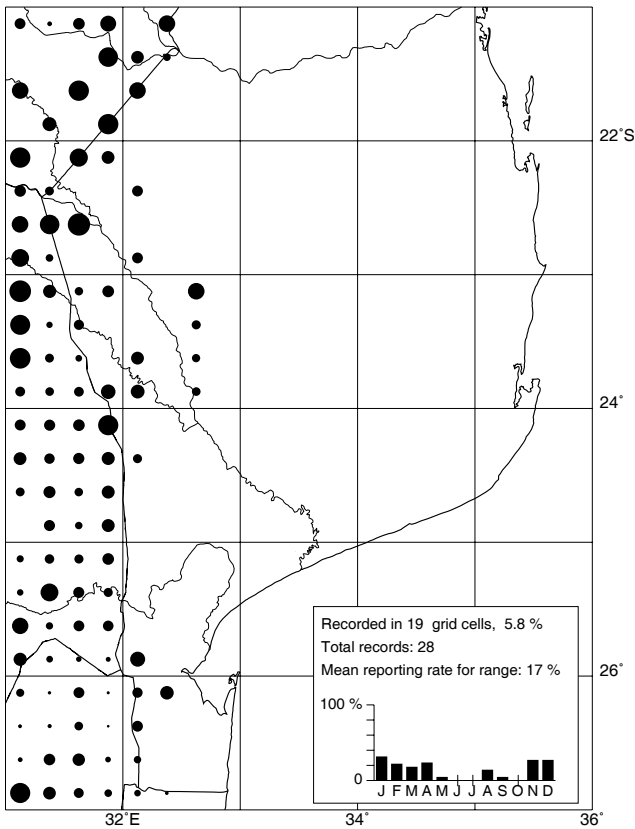 22°S
24°
26°
Recorded in 19 grid cells, 5.8 %
Total records: 28
Mean reporting rate for range: 17 %
100 %
0
J F M A M J J A S O N D
32°E
34°
36°